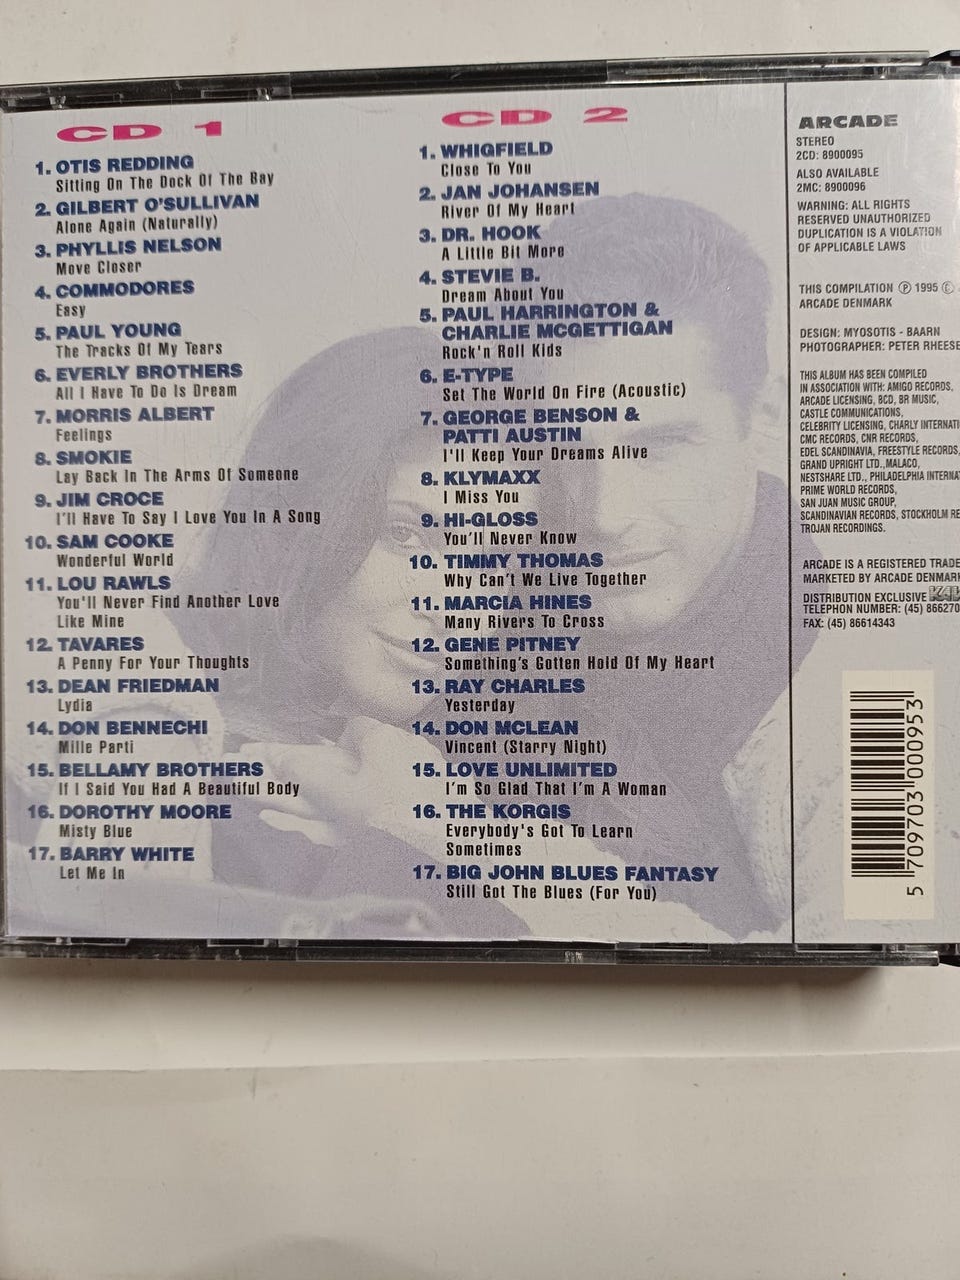 CD 1
1. OTIS REDDING
Sitting On The Dock Of The Bay
2. GILBERT O'SULLIVAN
Alone Again (Naturally)
3. PHYLLIS NELSON
Move Closer
4. COMMODORES
Easy
5. PAUL YOUNG
The Tracks Of My Tears
6. EVERLY BROTHERS
All I Have To Do Is Dream
7. MORRIS ALBERT
Feelings
8. SMOKIE
Lay Back In The Arms Of Someone
9. JIM CROCE
I'll Have To Say I Love You In A Song
10. SAM COOKE
Wonderful World
11. LOU RAWLS
You'll Never Find Another Love
Like Mine
12. TAVARES
A Penny For Your Thoughts
13. DEAN FRIEDMAN
Lydia
14. DON BENNECHI
Mille Parti
15. BELLAMY BROTHERS
If I Said You Had A Beautiful Body
16. DOROTHY MOORE
Misty Blue
17. BARRY WHITE
Let Me In
CD 2
1. WHIGFIELD
Close To You
2. JAN JOHANSEN
River Of My Heart
3. DR. HOOK
A Little Bit More
4. STEVIE B.
Dream About You
5. PAUL HARRINGTON &
CHARLIE MCGETTIGAN
Rock'n Roll Kids
6. E-TYPE
Set The World On Fire (Acoustic)
7. GEORGE BENSON &
PATTI AUSTIN
I'll Keep Your Dreams Alive
8. KLYMAXX
I Miss You
9. HI-GLOSS
You'll Never Know
10. TIMMY THOMAS
Why Can't We Live Together
11. MARCIA HINES
Many Rivers To Cross
12. GENE PITNEY
Something's Gotten Hold Of My Heart
13. RAY CHARLES
Yesterday
14. DON MCLEAN
Vincent (Starry Night)
15. LOVE UNLIMITED
I'm So Glad That I'm A Woman
16. THE KORGIS
Everybody's Got To Learn
Sometimes
17. BIG JOHN BLUES FANTASY
Still Got The Blues (For You)
ARCADE
STEREO
2CD: 8900095
ALSO AVAILABLE
2MC: 8900096
WARNING: ALL RIGHTS
RESERVED UNAUTHORIZED
DUPLICATION IS A VIOLATION
OF APPLICABLE LAWS
THIS COMPILATION Ⓟ 1995 Ⓒ
ARCADE DENMARK
DESIGN: MYOSOTIS - BAARN
PHOTOGRAPHER: PETER RHEESE
THIS ALBUM HAS BEEN COMPILED
IN ASSOCIATION WITH: AMIGO RECORDS,
ARCADE LICENSING, BCD, BR MUSIC,
CASTLE COMMUNICATIONS,
CELEBRITY LICENSING, CHARLY INTERNATI
CMC RECORDS, CNR RECORDS,
EDEL SCANDINAVIA, FREESTYLE RECORDS,
GRAND UPRIGHT LTD., MALACO,
NESTSHARE LTD., PHILADELPHIA INTERNA
PRIME WORLD RECORDS,
SAN JUAN MUSIC GROUP,
SCANDINAVIAN RECORDS, STOCKHOLM RE
TROJAN RECORDINGS.
ARCADE IS A REGISTERED TRADE
MARKETED BY ARCADE DENMARK
DISTRIBUTION EXCLUSIVE
TELEPHON NUMBER: (45) 866270
FAX: (45) 86614343
5 709703 000953